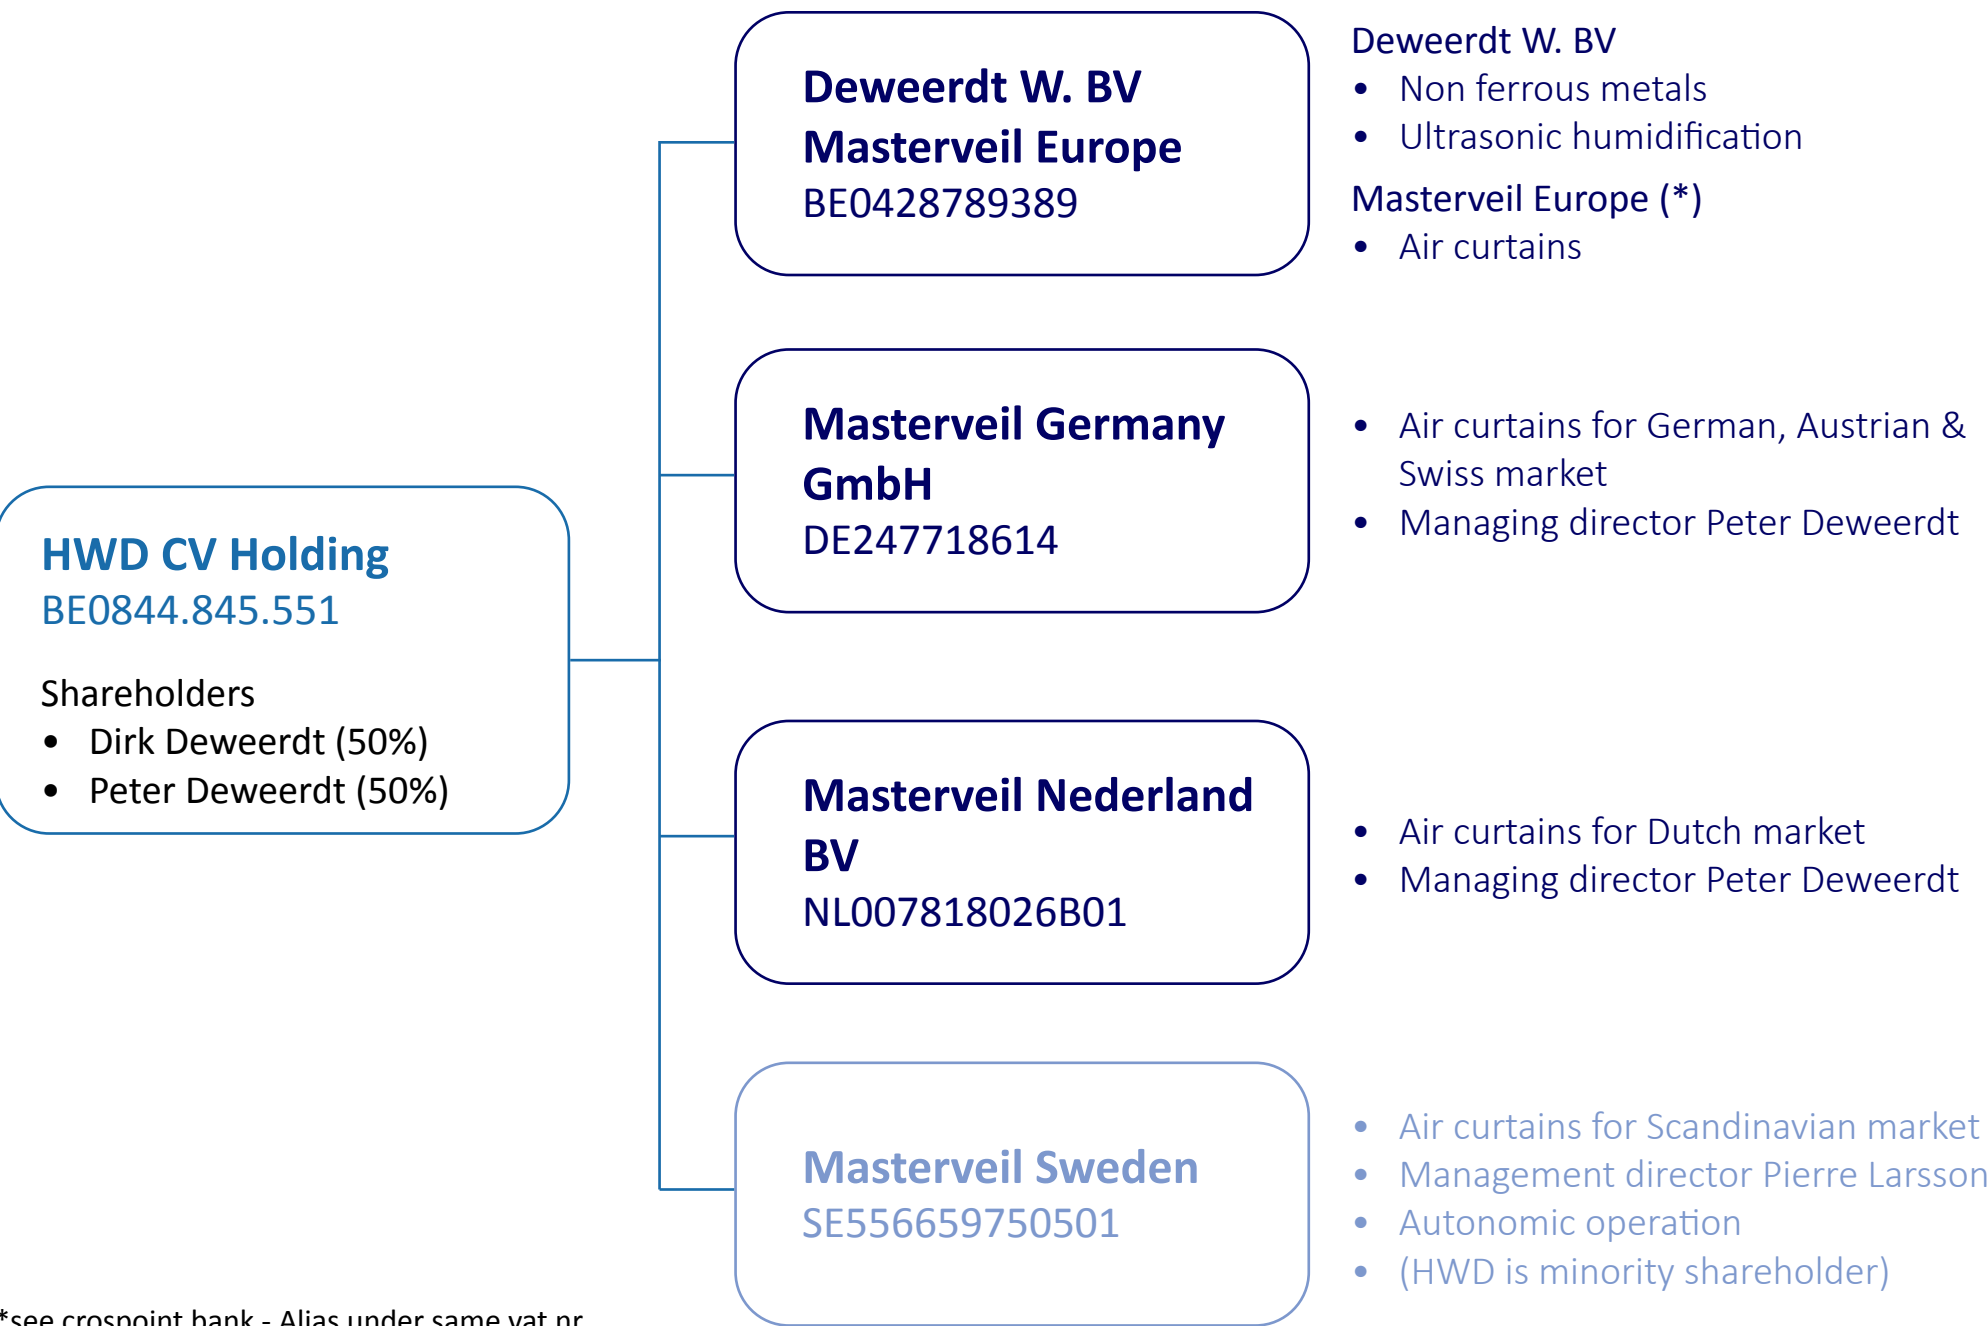 Deweerdt W. BV
Masterveil Europe
BE0428789389
Deweerdt W. BV
• Non ferrous metals
• Ultrasonic humidification
Masterveil Europe (*)
• Air curtains
Masterveil Germany
GmbH
DE247718614
• Air curtains for German, Austrian &
Swiss market
• Managing director Peter Deweerdt
HWD CV Holding
BE0844.845.551
Shareholders
• Dirk Deweerdt (50%)
• Peter Deweerdt (50%)
Masterveil Nederland
BV
NL007818026B01
• Air curtains for Dutch market
• Managing director Peter Deweerdt
Masterveil Sweden
SE556659750501
• Air curtains for Scandinavian market
• Management director Pierre Larsson
• Autonomic operation
• (HWD is minority shareholder)
*see crospoint bank - Alias under same vat nr